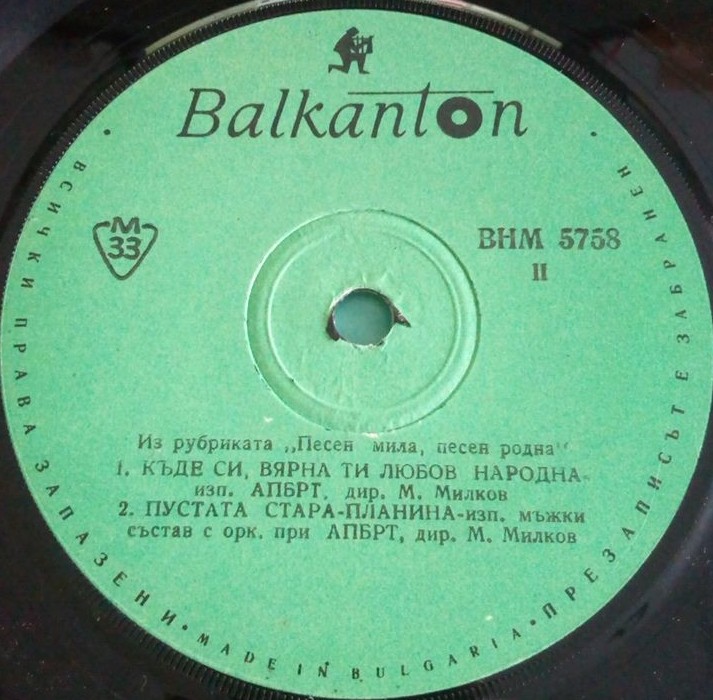 Balkanton
ВСИЧКИ ПРАВА ЗАПАЗЕНИ • MADE IN BULGARIA • ПРЕЗАПИСЪТ Е ЗАБРАНЕН
M
33
ВНМ 5758
II
Из рубриката „Песен мила, песен родна“
1. КЪДЕ СИ, ВЯРНА ТИ ЛЮБОВ НАРОДНА-
изп. АПБРТ, дир. М. Милков
2. ПУСТАТА СТАРА-ПЛАНИНА-изп. мъжки
състав с орк. при АПБРТ, дир. М. Милков